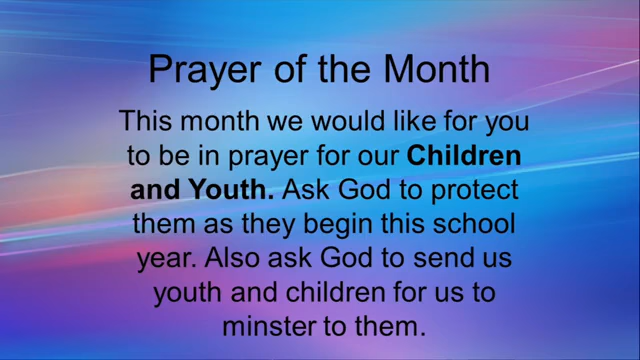 Prayer of the Month
This month we would like for you
to be in prayer for our Children
and Youth. Ask God to protect
them as they begin this school
year. Also ask God to send us
youth and children for us to
minster to them.